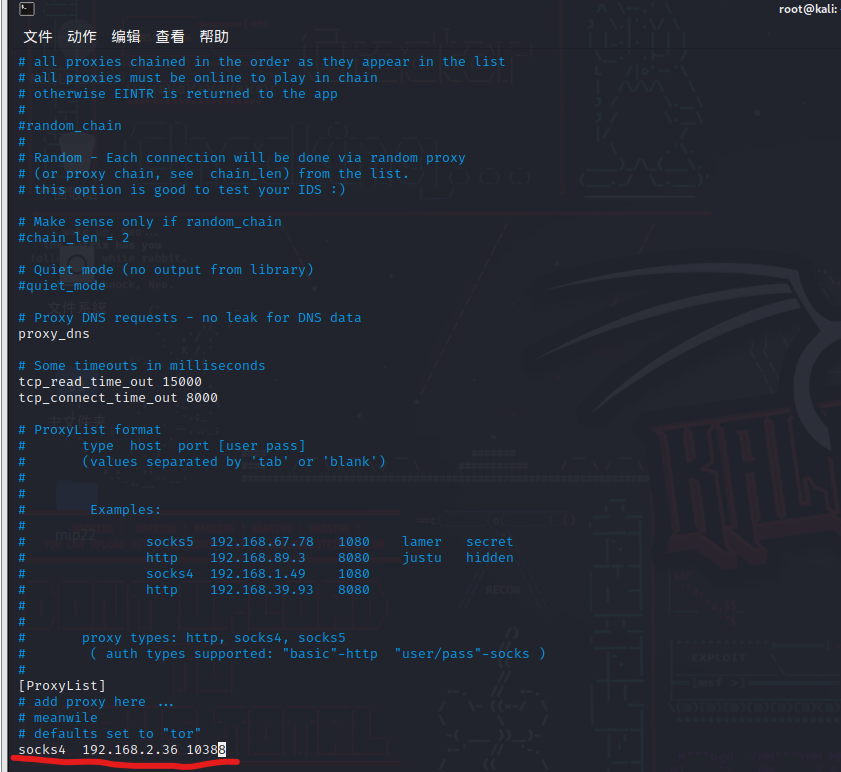 root@kali:
文件 动作 编辑 查看 帮助
# all proxies chained in the order as they appear in the list
# all proxies must be online to play in chain
# otherwise EINTR is returned to the app
#
#random_chain
#
# Random - Each connection will be done via random proxy
# (or proxy chain, see  chain_len) from the list.
# this option is good to test your IDS :)
# Make sense only if random_chain
#chain_len = 2
# Quiet mode (no output from library)
#quiet_mode
# Proxy DNS requests - no leak for DNS data
proxy_dns
# Some timeouts in milliseconds
tcp_read_time_out 15000
tcp_connect_time_out 8000
# ProxyList format
#       type  host  port [user pass]
#       (values separated by 'tab' or 'blank')
#
#
#        Examples:
#
#               socks5  192.168.67.78   1080    lamer   secret
#               http    192.168.89.3    8080    justu   hidden
#               socks4  192.168.1.49    1080
#               http    192.168.39.93   8080
#
#
#       proxy types: http, socks4, socks5
#        ( auth types supported: "basic"-http  "user/pass"-socks )
#
[ProxyList]
# add proxy here ...
# meanwile
# defaults set to "tor"
socks4  192.168.2.36 10388